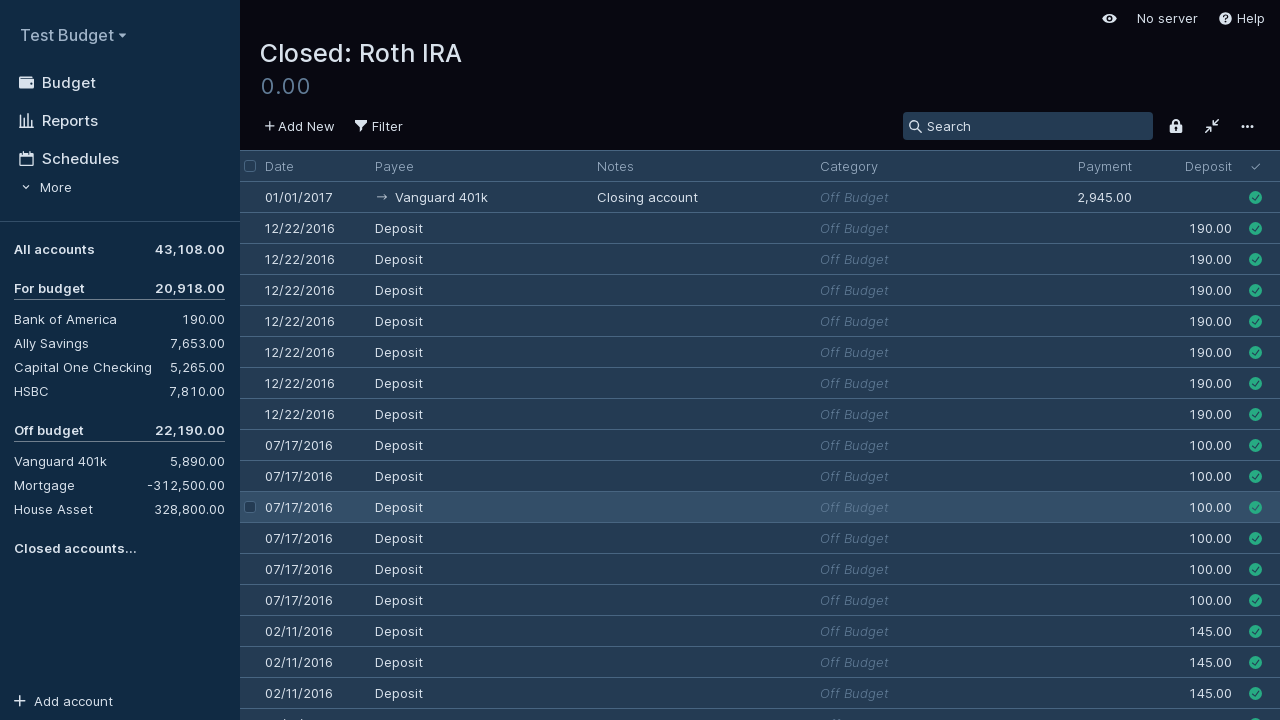 Test Budget
Budget
Reports
Schedules
More
All accounts 43,108.00
For budget 20,918.00
Bank of America 190.00
Ally Savings 7,653.00
Capital One Checking 5,265.00
HSBC 7,810.00
Off budget 22,190.00
Vanguard 401k 5,890.00
Mortgage -312,500.00
House Asset 328,800.00
Closed accounts...
Add account
No server Help
Closed: Roth IRA
0.00
Add New Filter Search
Date Payee Notes Category Payment Deposit
01/01/2017 → Vanguard 401k Closing account Off Budget 2,945.00
12/22/2016 Deposit Off Budget 190.00
12/22/2016 Deposit Off Budget 190.00
12/22/2016 Deposit Off Budget 190.00
12/22/2016 Deposit Off Budget 190.00
12/22/2016 Deposit Off Budget 190.00
12/22/2016 Deposit Off Budget 190.00
12/22/2016 Deposit Off Budget 190.00
07/17/2016 Deposit Off Budget 100.00
07/17/2016 Deposit Off Budget 100.00
07/17/2016 Deposit Off Budget 100.00
07/17/2016 Deposit Off Budget 100.00
07/17/2016 Deposit Off Budget 100.00
07/17/2016 Deposit Off Budget 100.00
02/11/2016 Deposit Off Budget 145.00
02/11/2016 Deposit Off Budget 145.00
02/11/2016 Deposit Off Budget 145.00